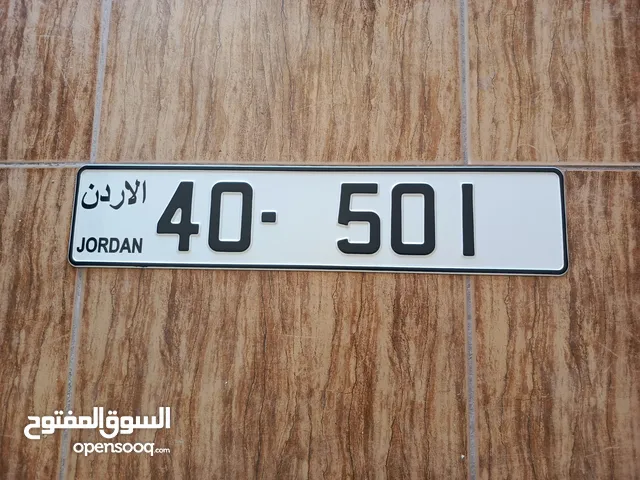 الاردن
JORDAN
40- 501
السوق المفتوح
opensooq.com